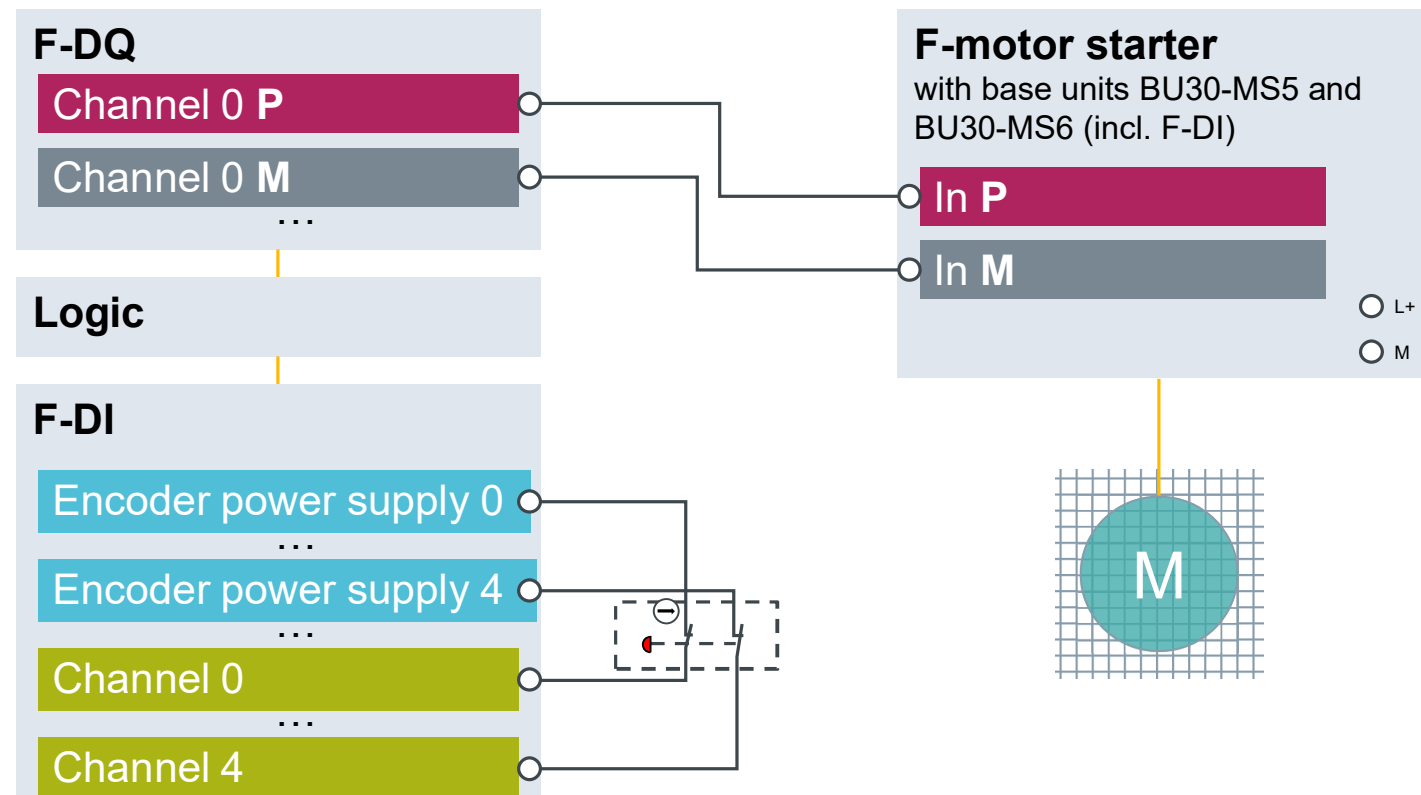 F-DQ
Channel 0 P
Channel 0 M
...
Logic
F-DI
Encoder power supply 0
...
Encoder power supply 4
...
Channel 0
...
Channel 4
F-motor starter
with base units BU30-MS5 and
BU30-MS6 (incl. F-DI)
In P
In M
L+
M
M